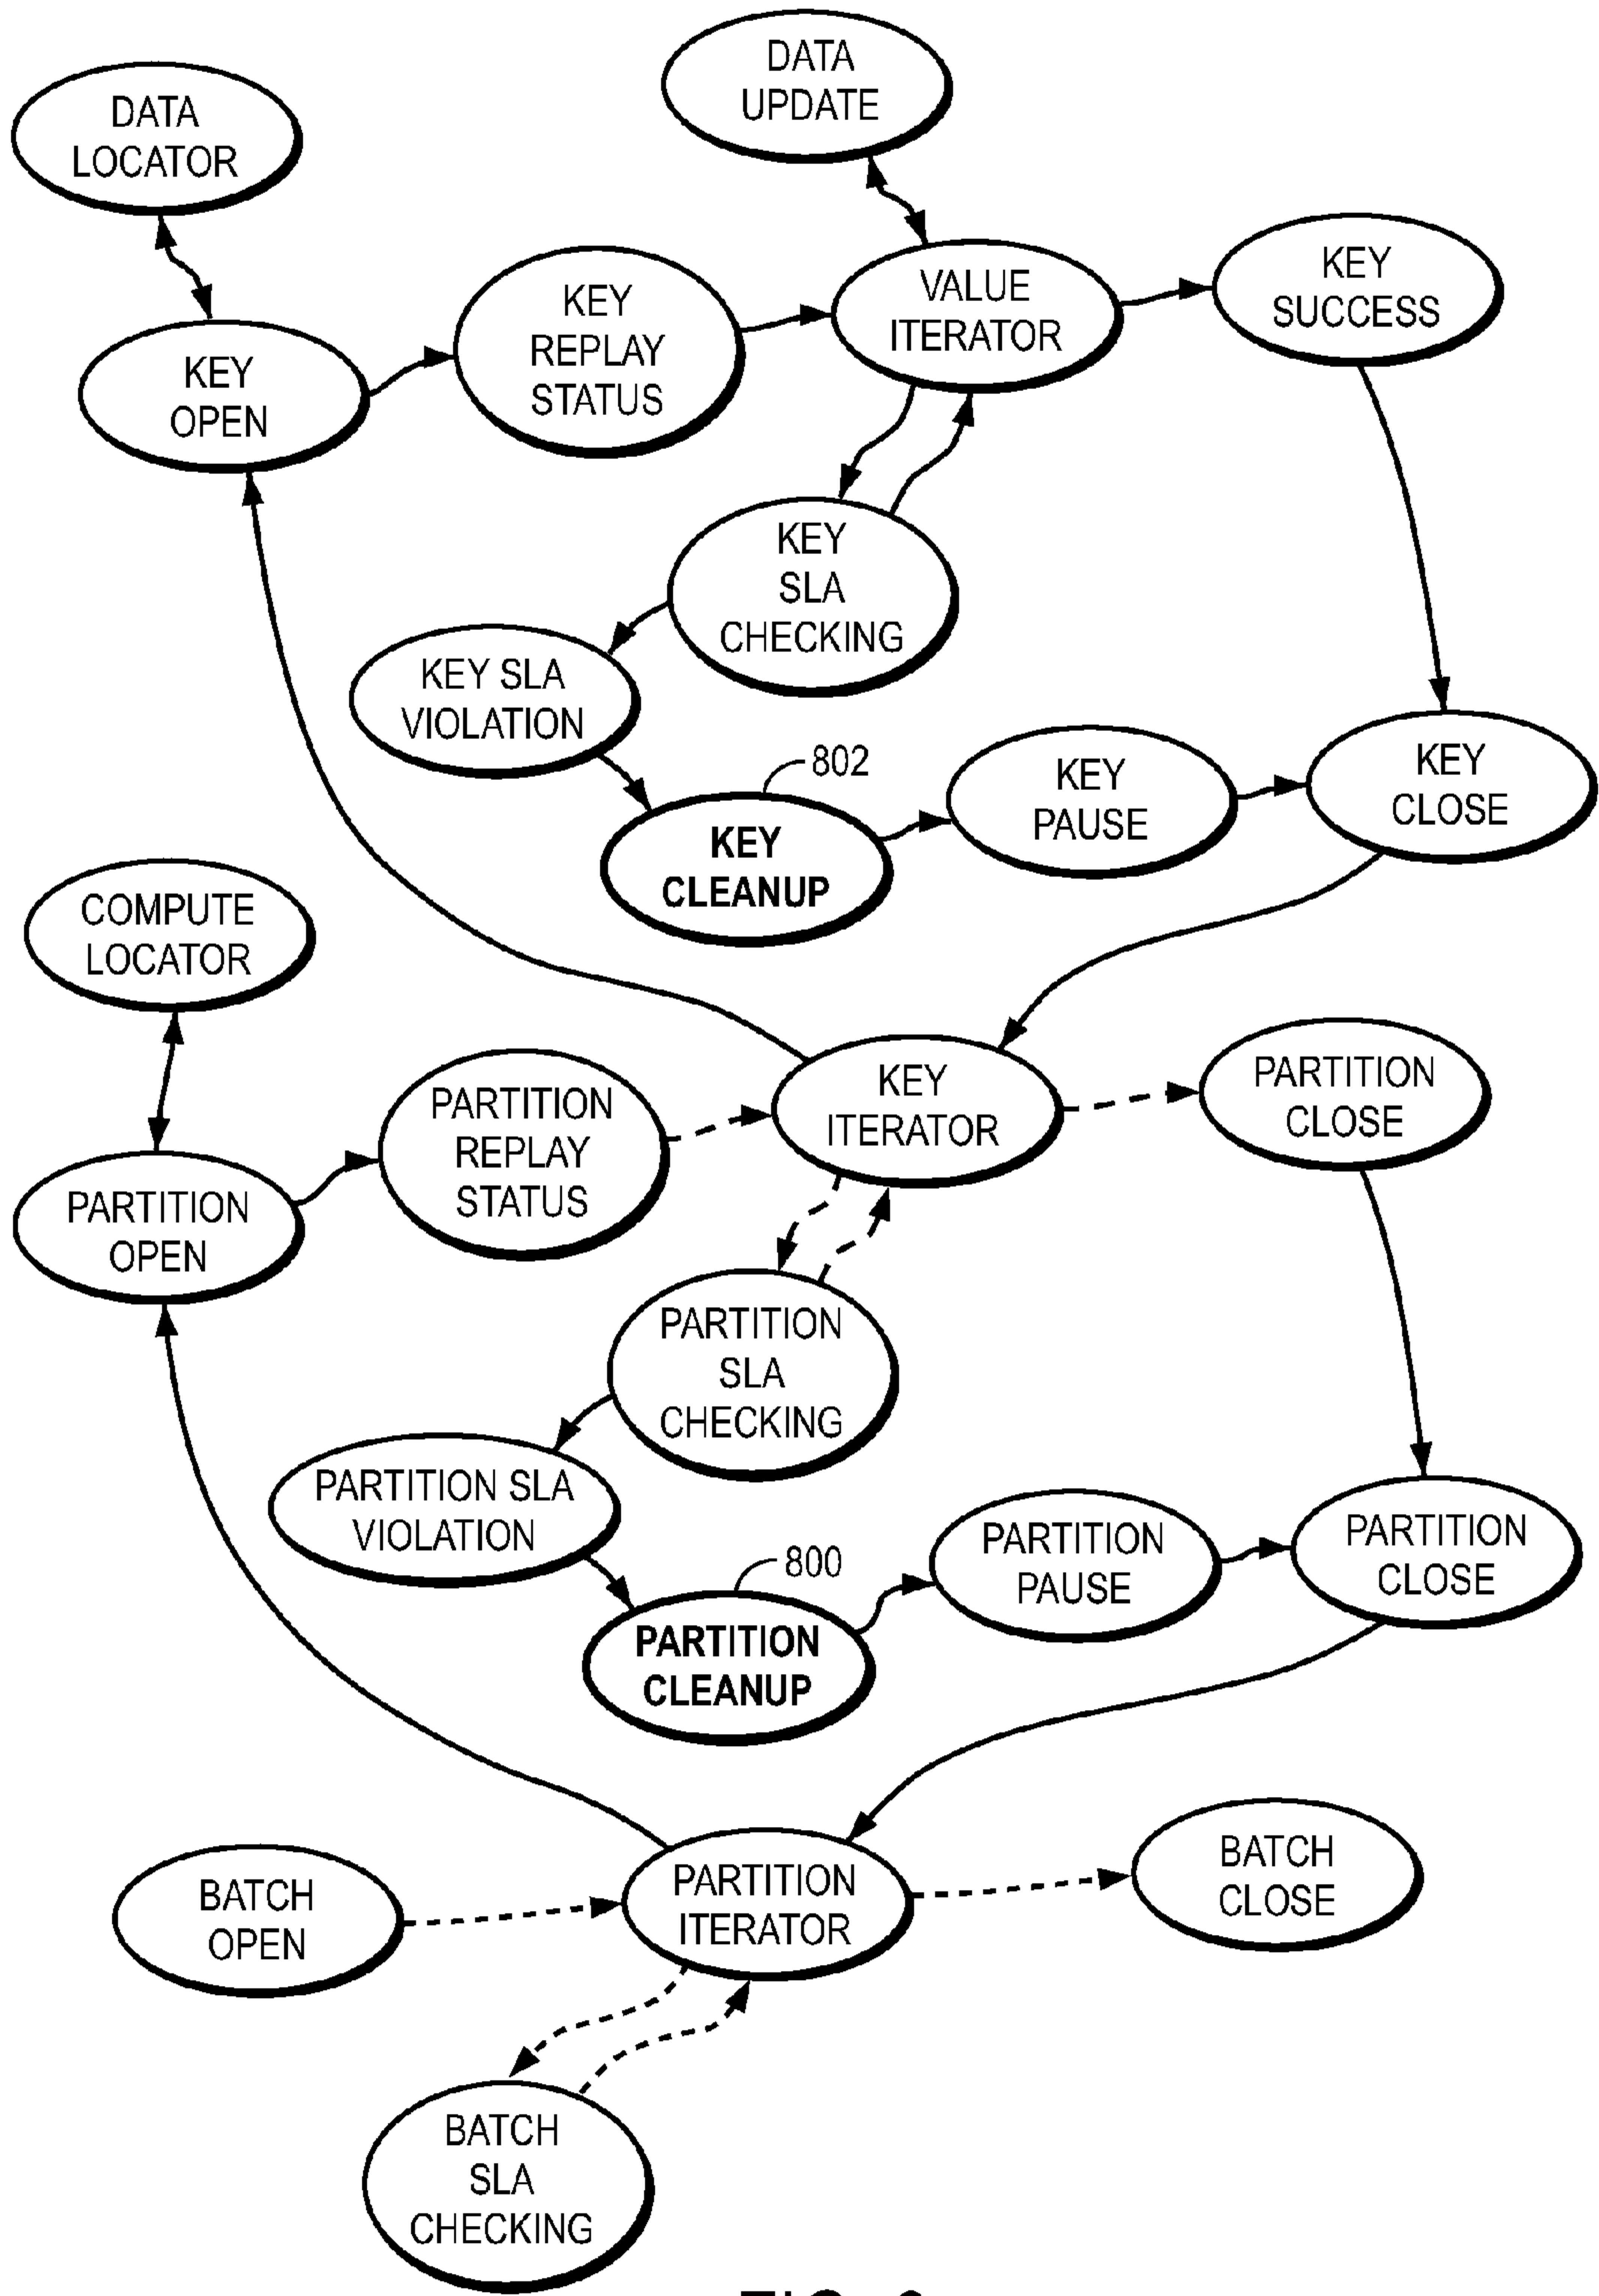 DATA
UPDATE
DATA
LOCATOR
KEY
SUCCESS
VALUE
ITERATOR
KEY
REPLAY
STATUS
KEY
OPEN
KEY
SLA
CHECKING
KEY SLA
VIOLATION
802
KEY
CLEANUP
KEY
PAUSE
KEY
CLOSE
COMPUTE
LOCATOR
KEY
ITERATOR
PARTITION
CLOSE
PARTITION
REPLAY
STATUS
PARTITION
OPEN
PARTITION
SLA
CHECKING
PARTITION SLA
VIOLATION
800
PARTITION
CLEANUP
PARTITION
PAUSE
PARTITION
CLOSE
BATCH
OPEN
PARTITION
ITERATOR
BATCH
CLOSE
BATCH
SLA
CHECKING